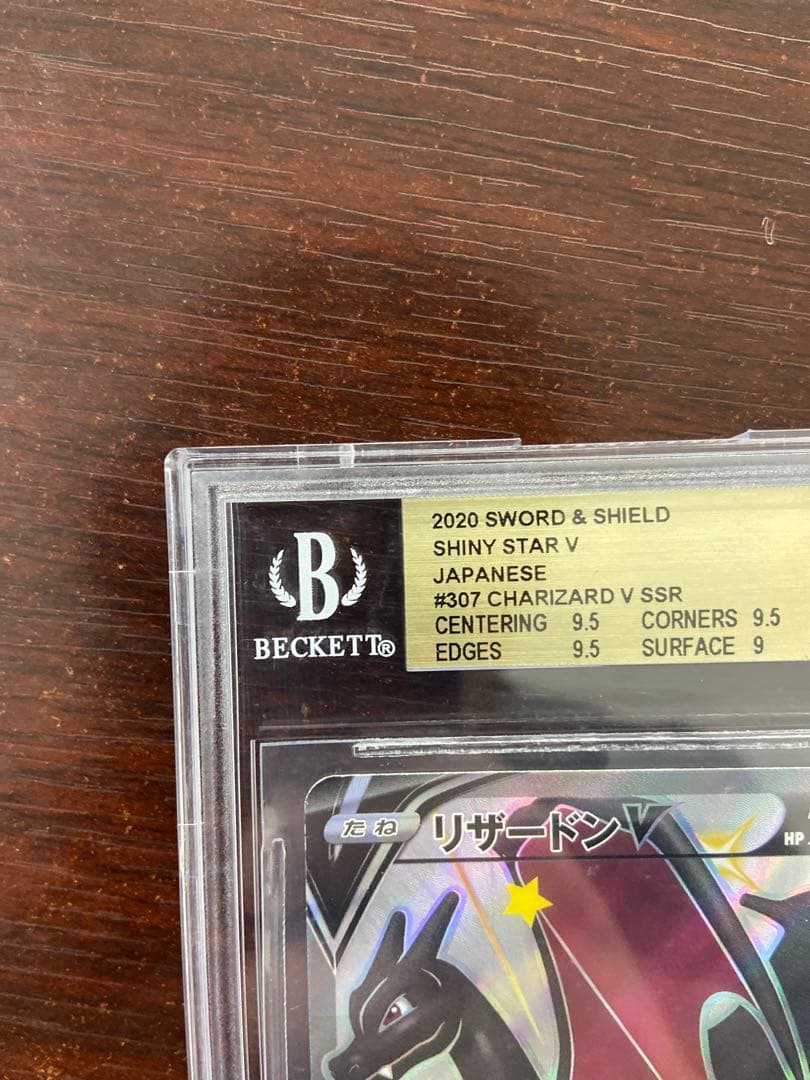 B
BECKETT®
2020 SWORD & SHIELD
SHINY STAR V
JAPANESE
#307 CHARIZARD V SSR
CENTERING 9.5 CORNERS 9.5
EDGES 9.5 SURFACE 9
たね リザードンV HP